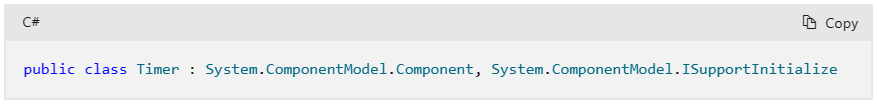 C#
Copy
public class Timer : System.ComponentModel.Component, System.ComponentModel.ISupportInitialize